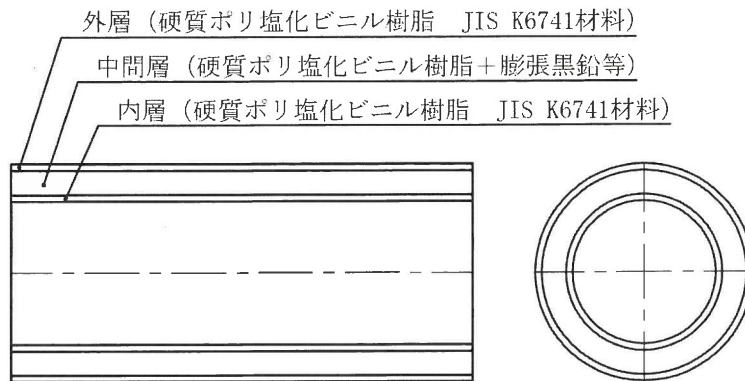 外層（硬質ポリ塩化ビニル樹脂　JIS K6741材料）
中間層（硬質ポリ塩化ビニル樹脂＋膨張黒鉛等）
内層（硬質ポリ塩化ビニル樹脂　JIS K6741材料）